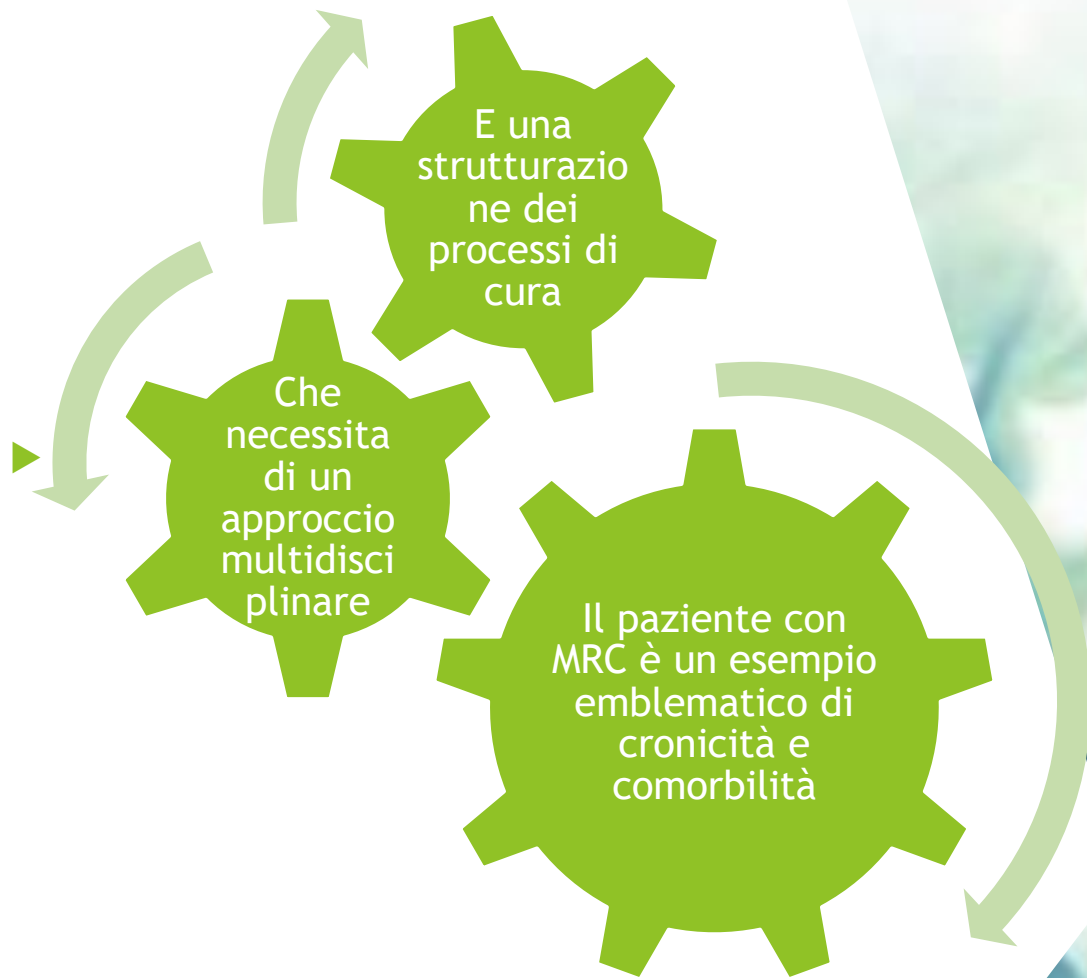 E una
strutturazio
ne dei
processi di
cura
Che
necessita
di un
approccio
multidisci
plinare
Il paziente con
MRC è un esempio
emblematico di
cronicità e
comorbilità